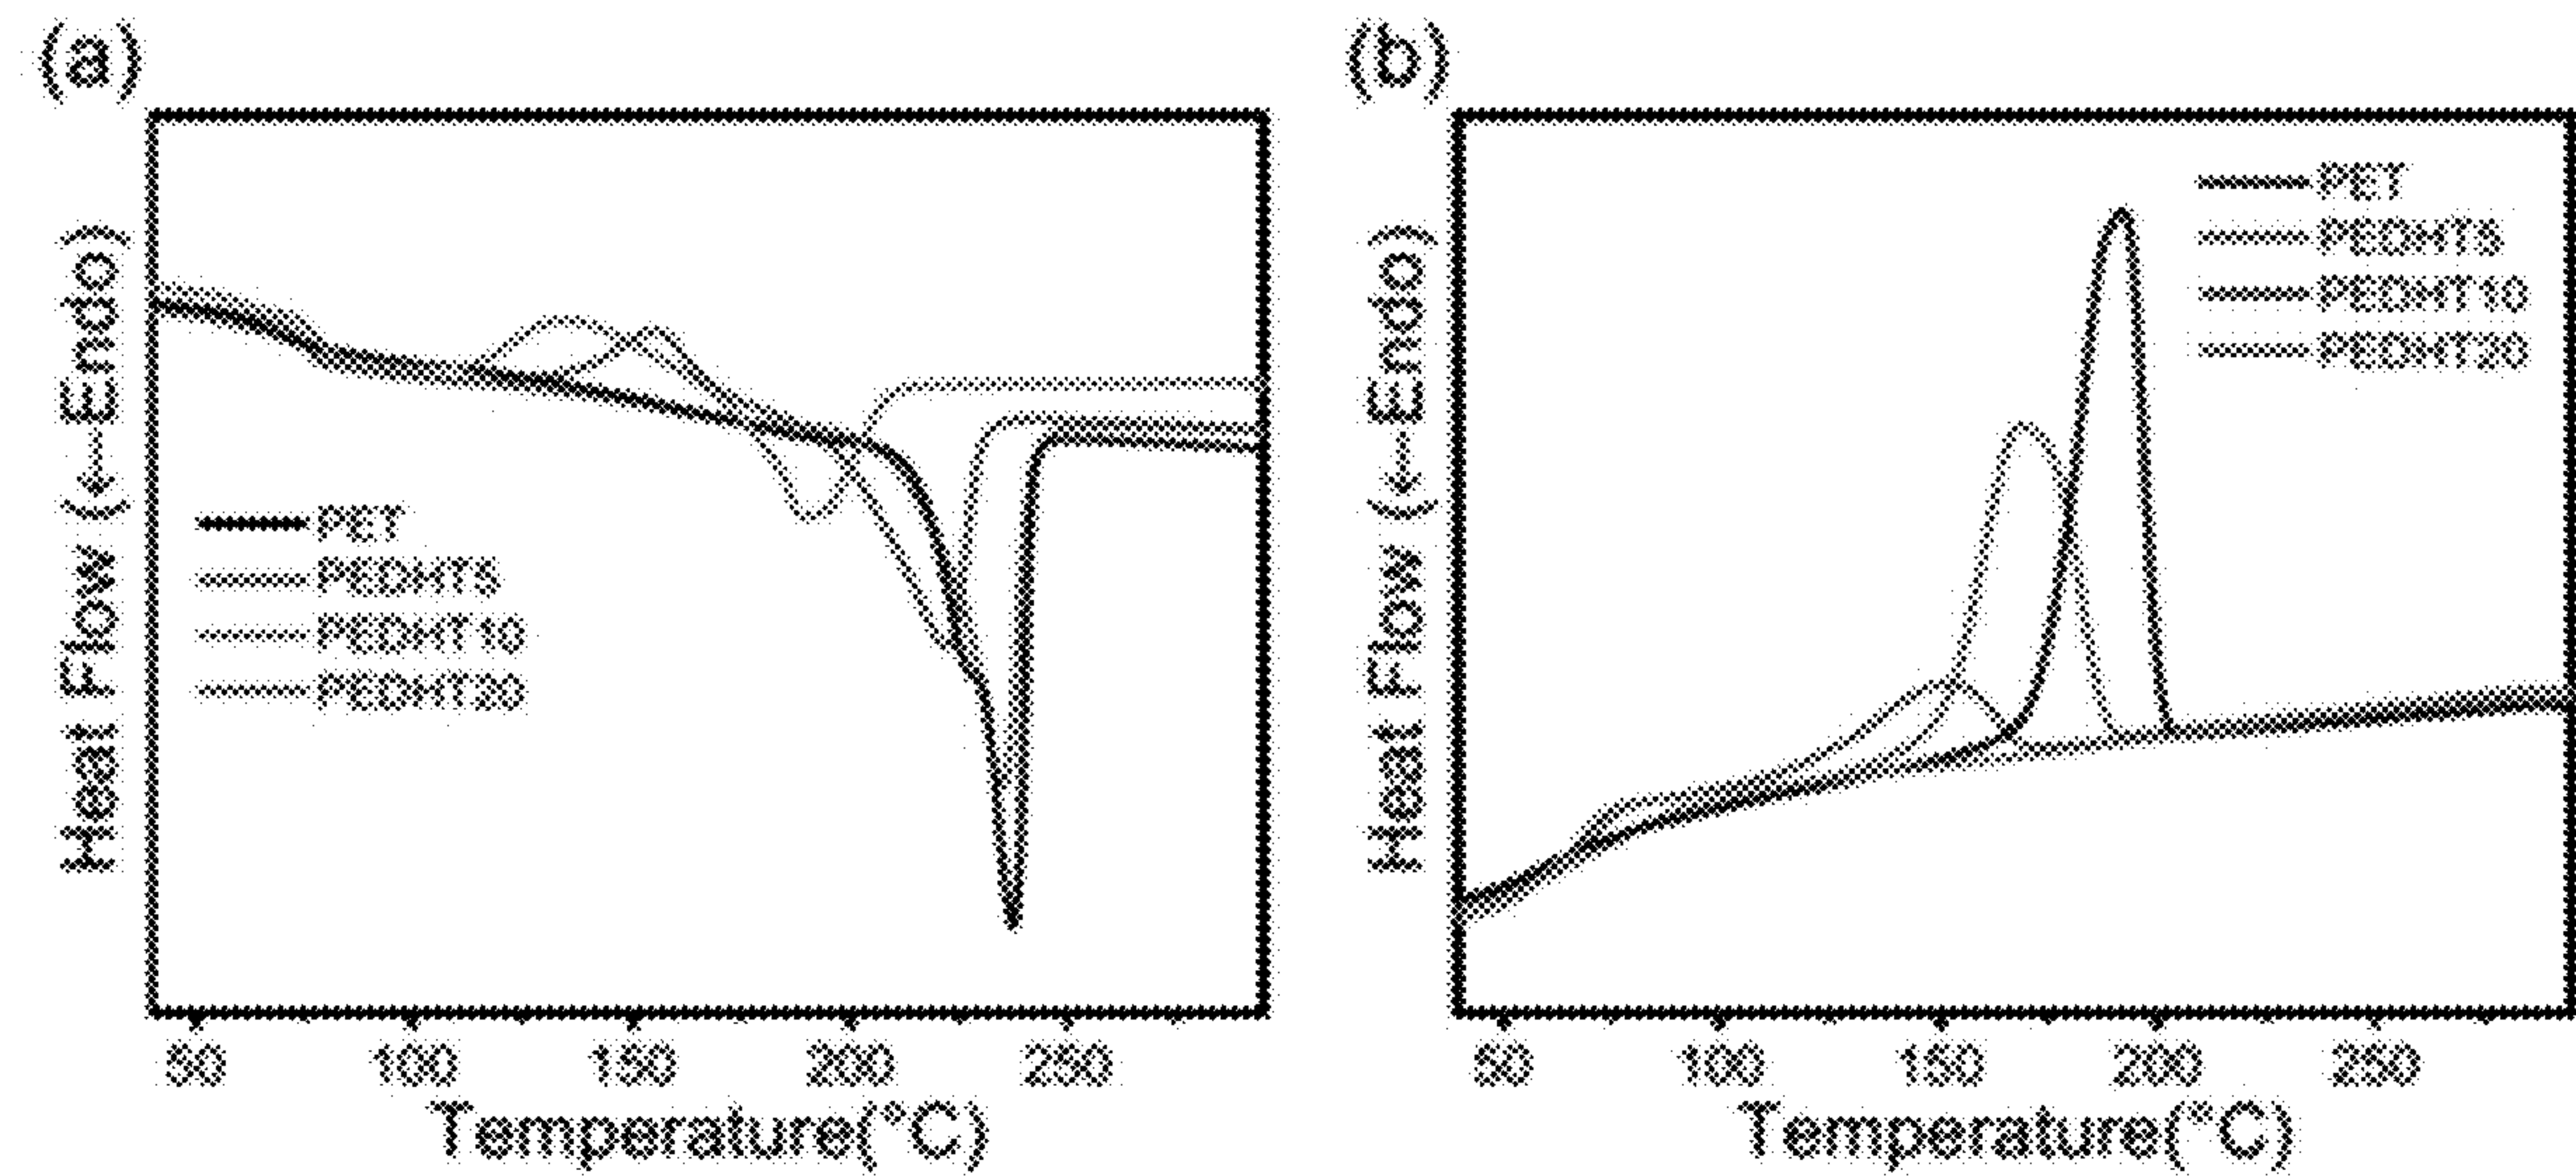 (a)
Heat Flow (←Endo)
PET
PEDHT5
PEDHT10
PEDHT20
50 100 150 200 250
Temperature(°C)
(b)
Heat Flow (←Endo)
PET
PEDHT5
PEDHT10
PEDHT20
50 100 150 200 250
Temperature(°C)